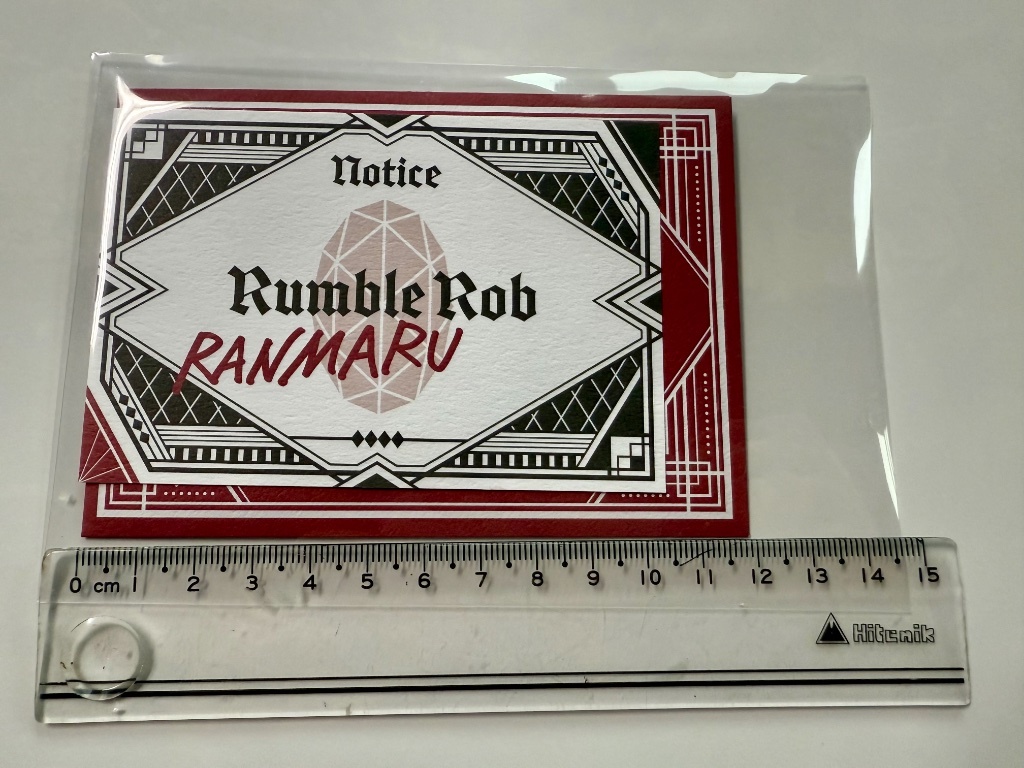 Notice
Rumble Rob
RANMARU
0 cm 1 2 3 4 5 6 7 8 9 10 11 12 13 14 15
Hitenik